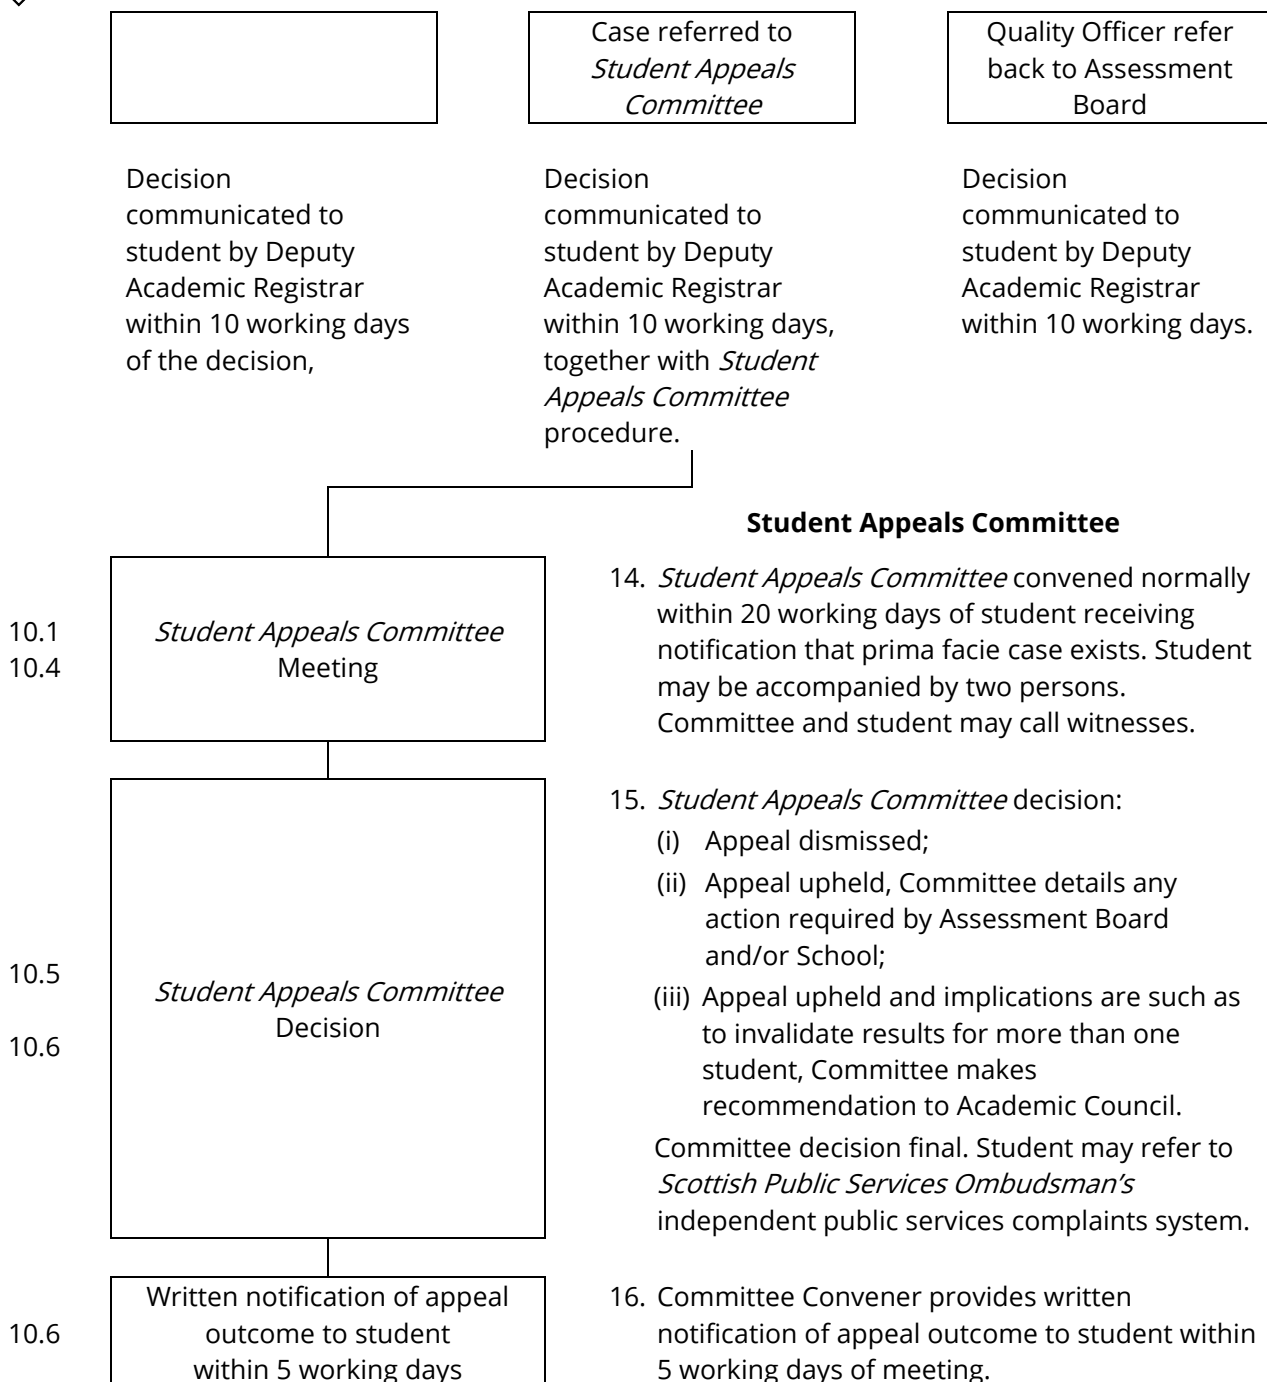 Case referred to
Student Appeals
Committee
Quality Officer refer
back to Assessment
Board
Decision
communicated to
student by Deputy
Academic Registrar
within 10 working days
of the decision,
Decision
communicated to
student by Deputy
Academic Registrar
within 10 working days,
together with Student
Appeals Committee
procedure.
Decision
communicated to
student by Deputy
Academic Registrar
within 10 working days.
Student Appeals Committee
10.1
10.4
Student Appeals Committee
Meeting
14. Student Appeals Committee convened normally
within 20 working days of student receiving
notification that prima facie case exists. Student
may be accompanied by two persons.
Committee and student may call witnesses.
10.5
10.6
Student Appeals Committee
Decision
15. Student Appeals Committee decision:
(i) Appeal dismissed;
(ii) Appeal upheld, Committee details any
action required by Assessment Board
and/or School;
(iii) Appeal upheld and implications are such as
to invalidate results for more than one
student, Committee makes
recommendation to Academic Council.
Committee decision final. Student may refer to
Scottish Public Services Ombudsman's
independent public services complaints system.
10.6
Written notification of appeal
outcome to student
within 5 working days
16. Committee Convener provides written
notification of appeal outcome to student within
5 working days of meeting.